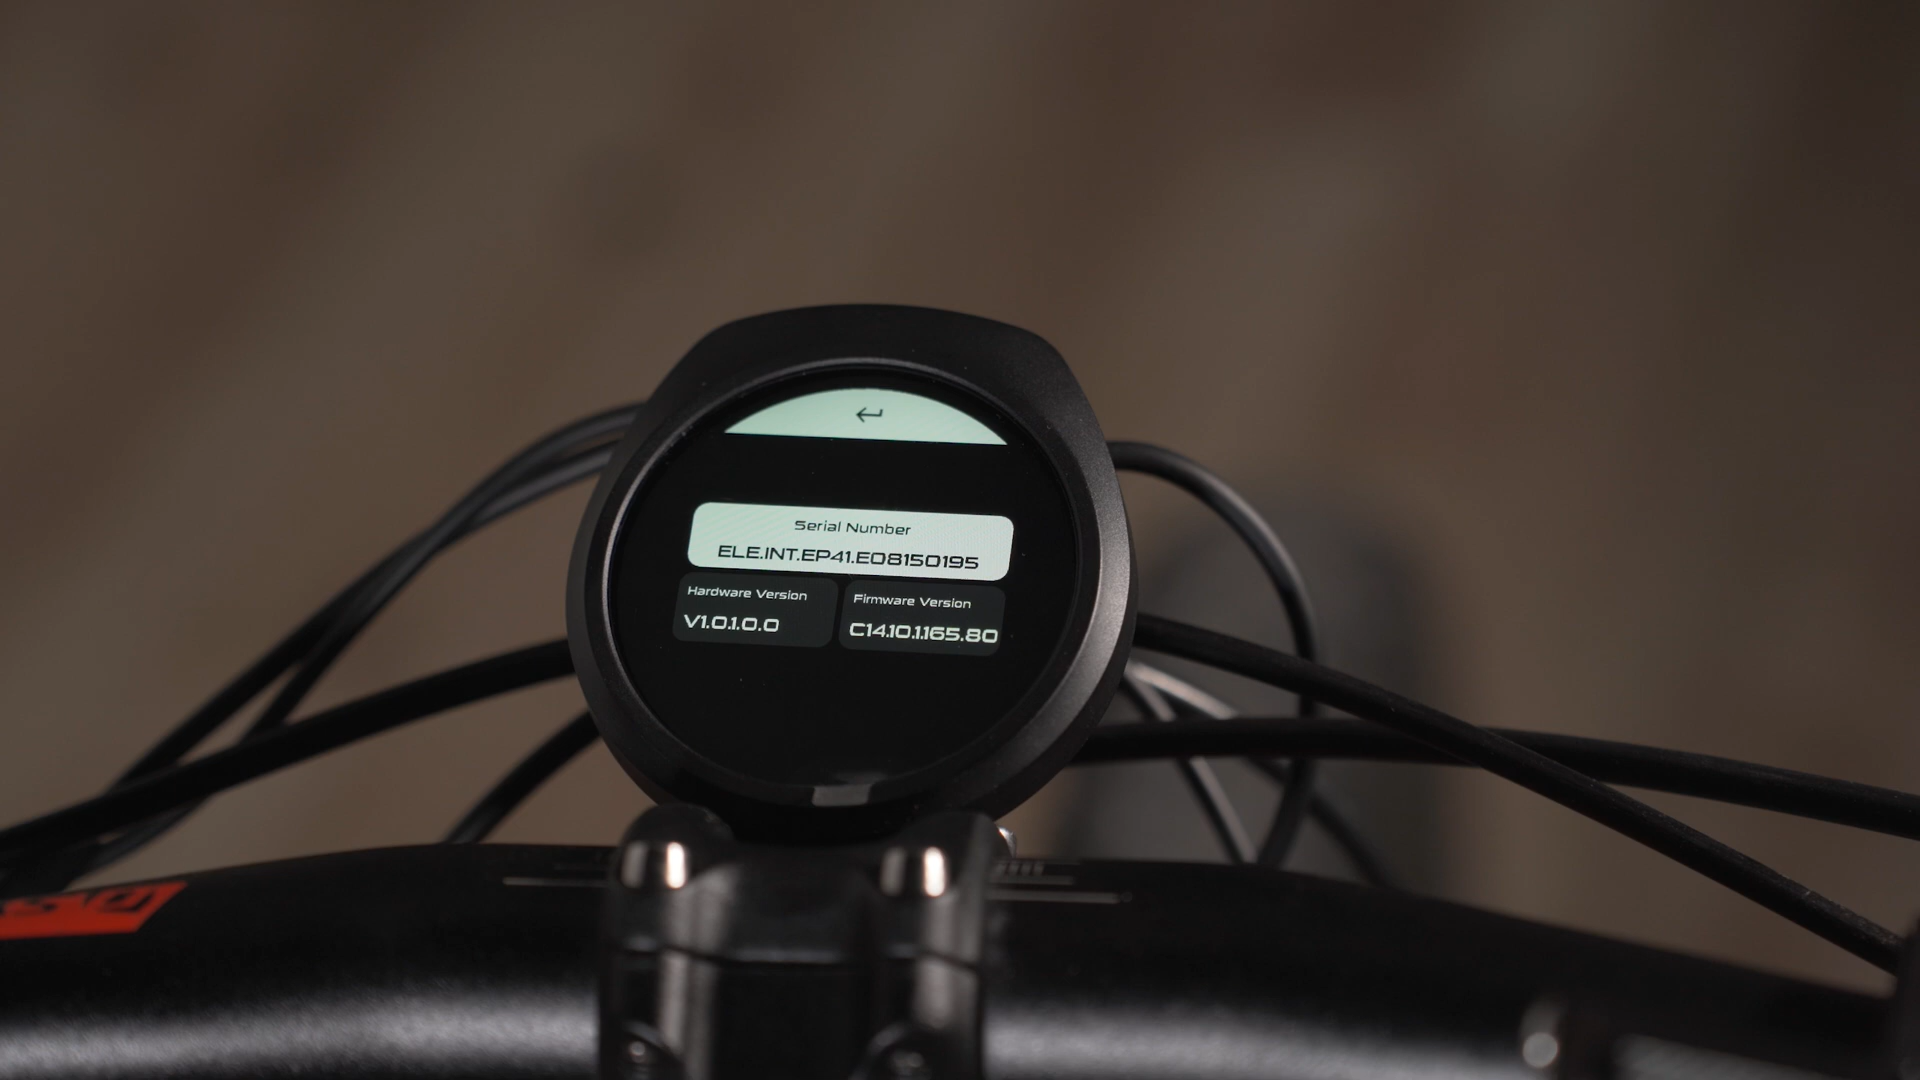 Serial Number
ELE.INT.EP41.E08150195
Hardware Version
V1.0.1.0.0
Firmware Version
C14.10.1.165.80